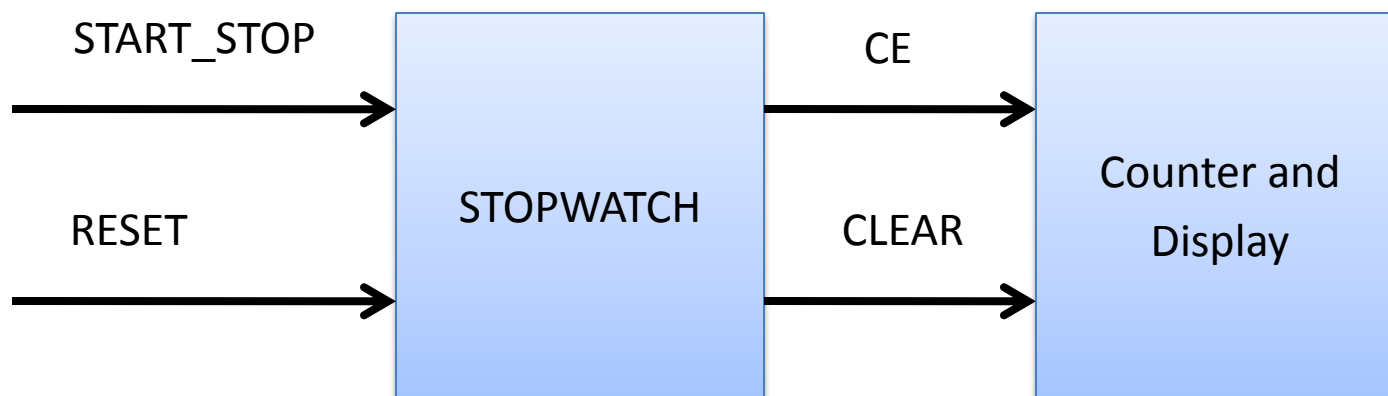 START_STOP
CE
STOPWATCH
Counter and
Display
RESET
CLEAR